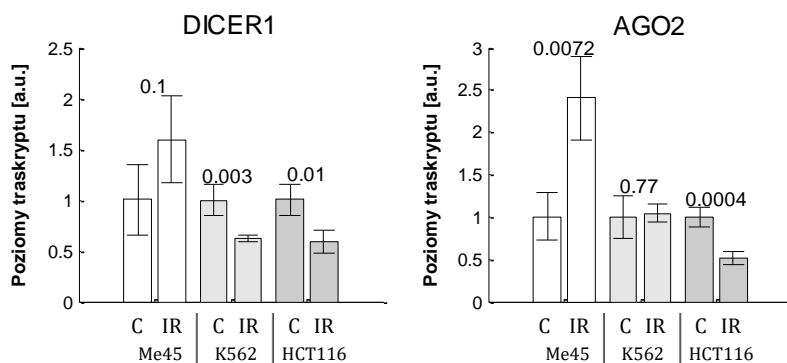 DICER1
Poziomy traskryptu [a.u.]
2.5
2
1.5
1
0.5
0
0.1
0.003
0.01
C IR C IR C IR
Me45 K562 HCT116
AGO2
Poziomy traskryptu [a.u.]
3
2.5
2
1.5
1
0.5
0
0.0072
0.77
0.0004
C IR C IR C IR
Me45 K562 HCT116